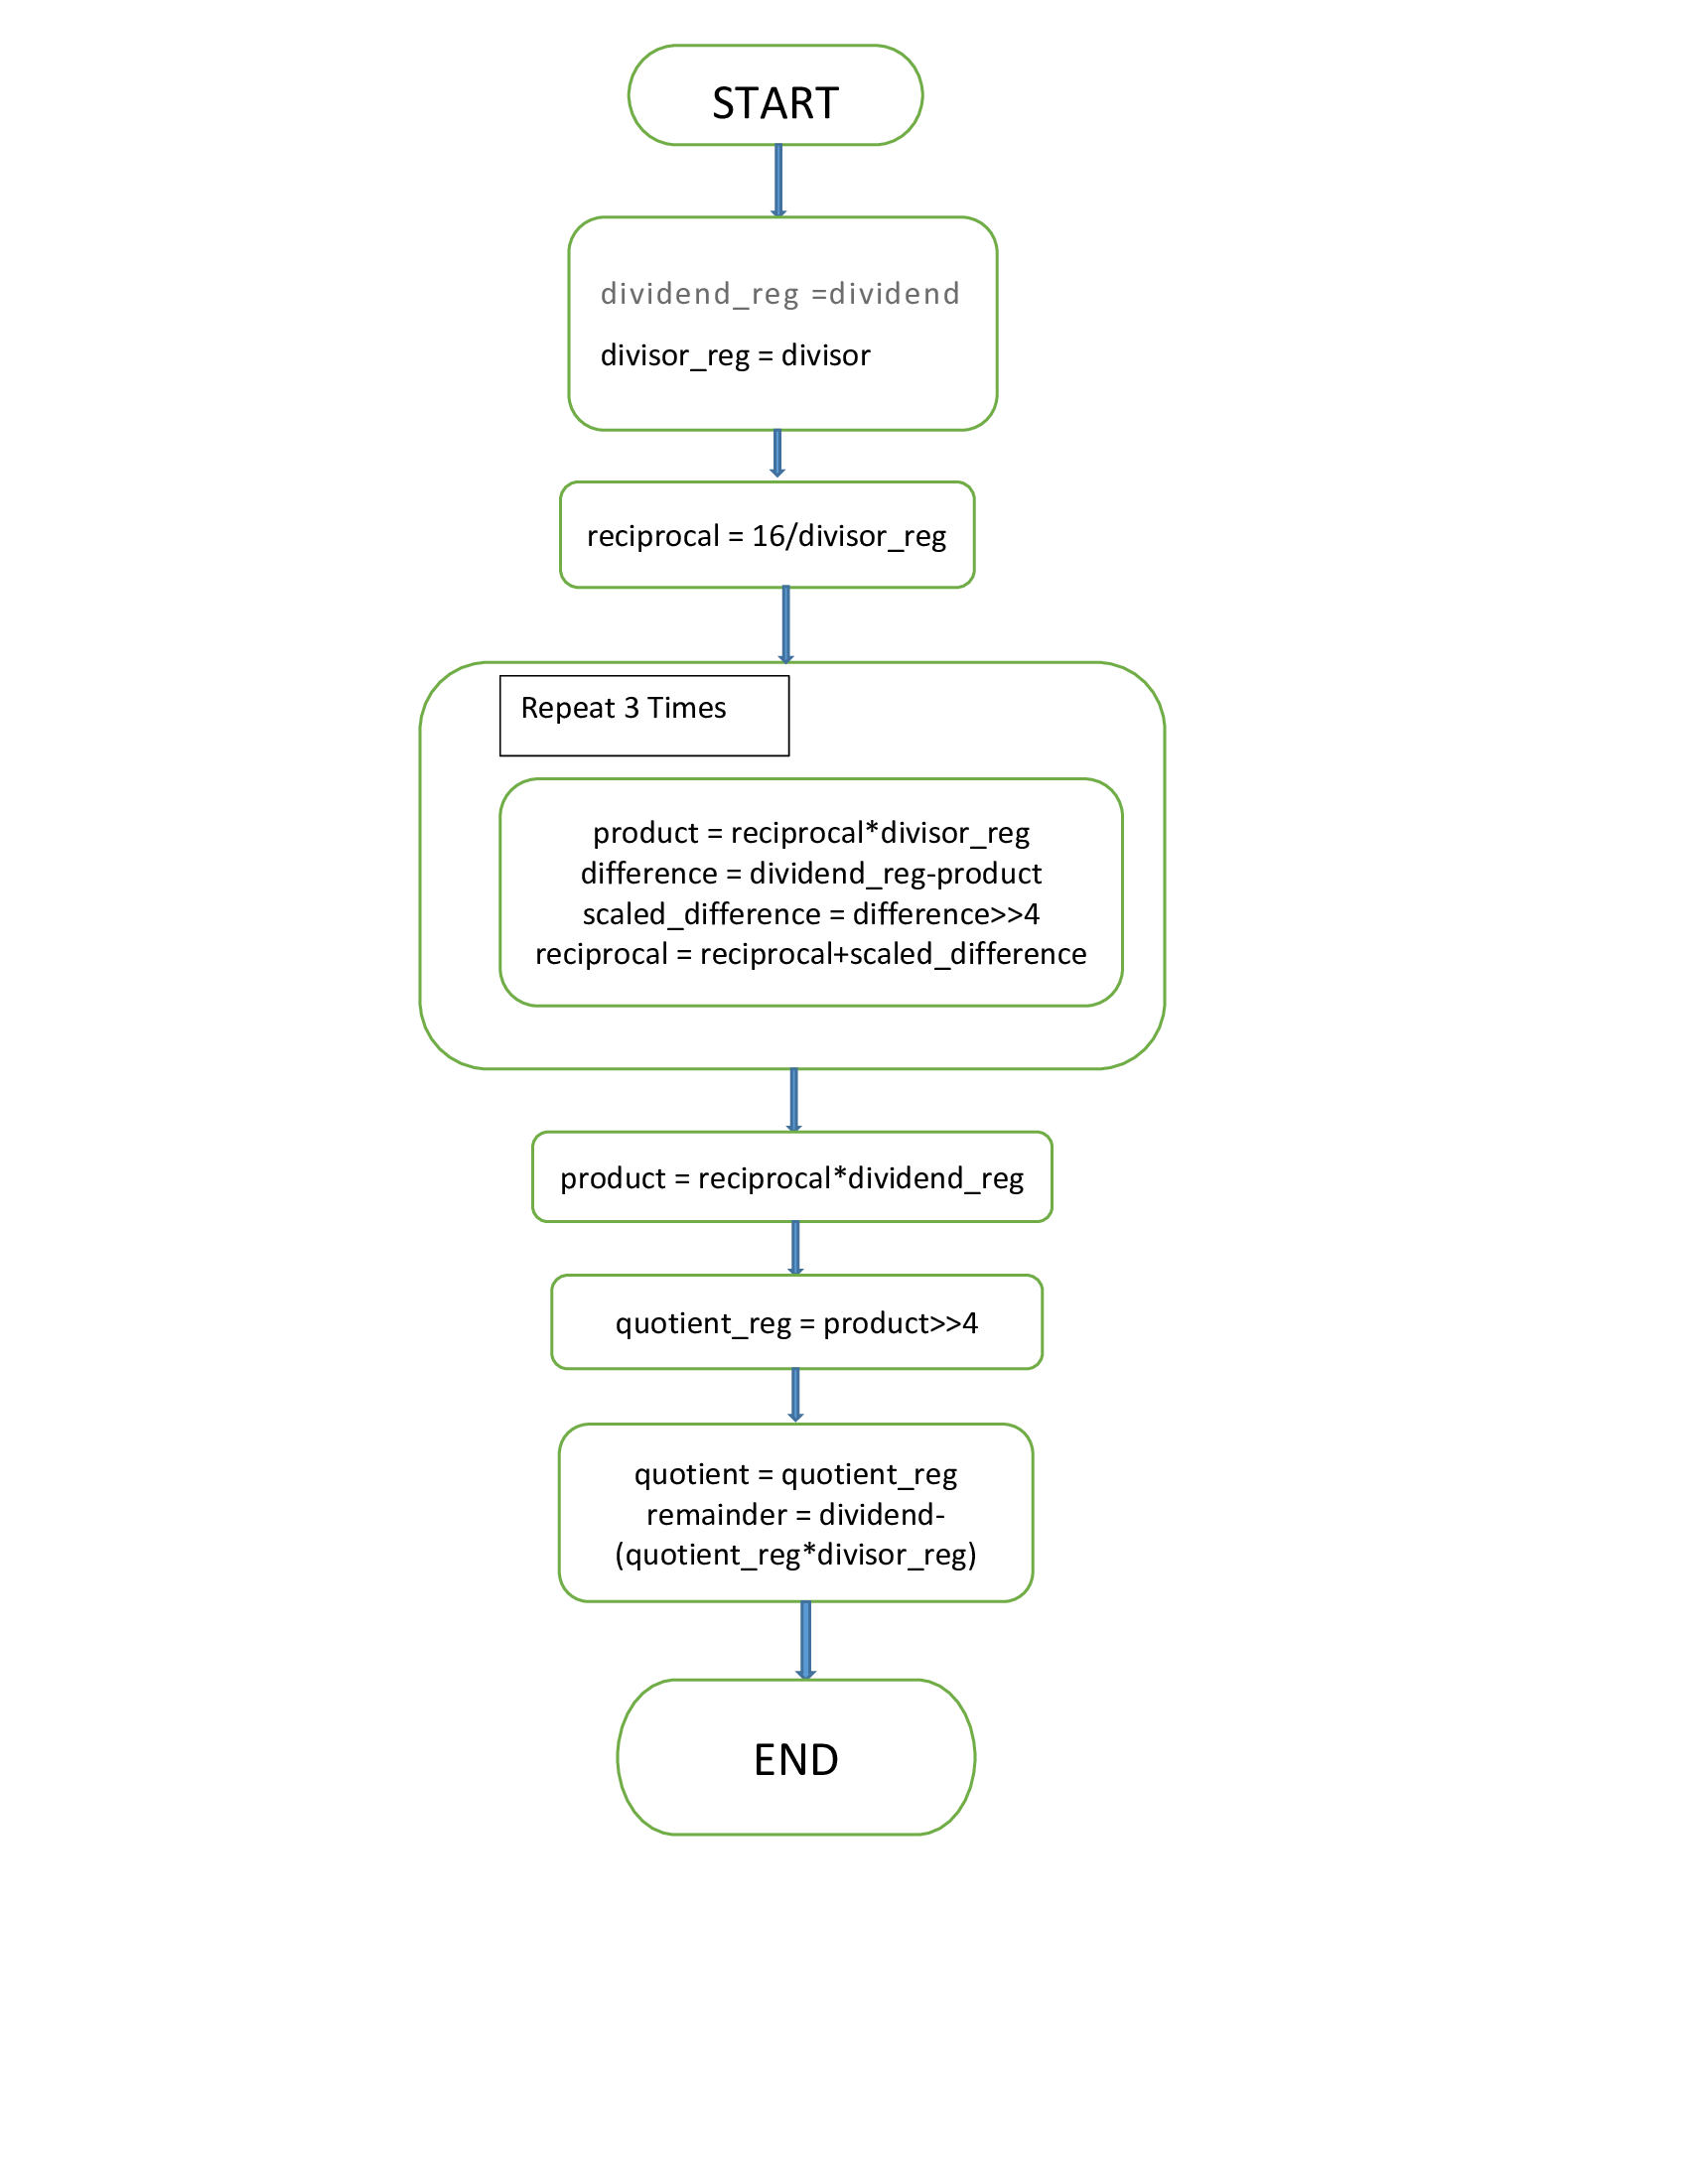 START
dividend_reg =dividend
divisor_reg = divisor
reciprocal = 16/divisor_reg
Repeat 3 Times
product = reciprocal*divisor_reg
difference = dividend_reg-product
scaled_difference = difference>>4
reciprocal = reciprocal+scaled_difference
product = reciprocal*dividend_reg
quotient_reg = product>>4
quotient = quotient_reg
remainder = dividend-
(quotient_reg*divisor_reg)
END